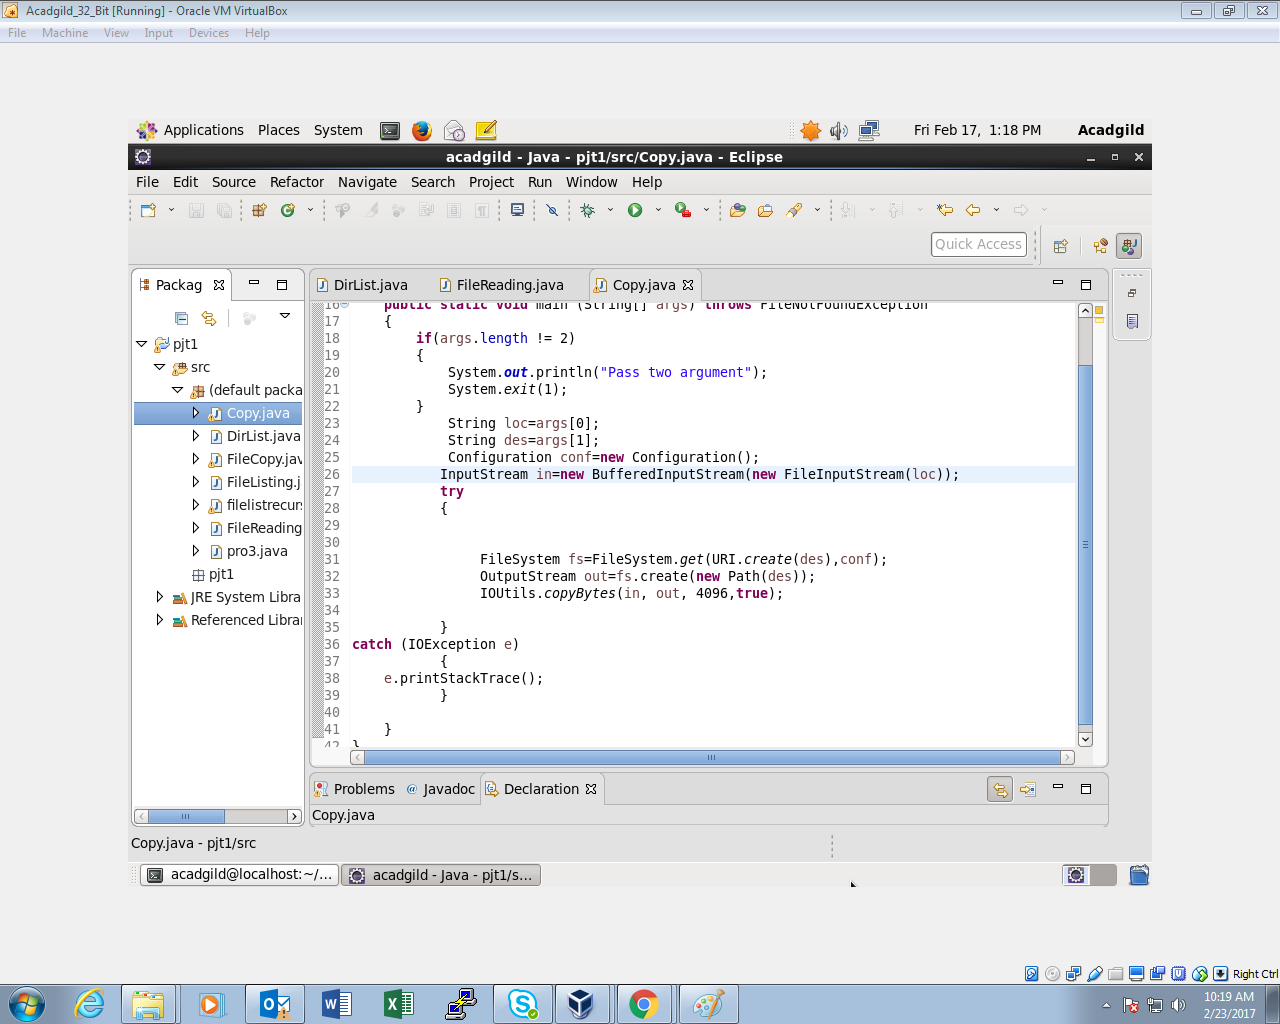 Acadgild_32_Bit [Running] - Oracle VM VirtualBox
File Machine View Input Devices Help
Applications Places System Fri Feb 17, 1:18 PM Acadgild
acadgild - Java - pjt1/src/Copy.java - Eclipse
File Edit Source Refactor Navigate Search Project Run Window Help
Quick Access
Packag
DirList.java FileReading.java Copy.java
pjt1
src
(default packa
Copy.java
DirList.java
FileCopy.jav
FileListing.j
filelistrecurs
FileReading
pro3.java
pjt1
JRE System Libra
Referenced Libra
16 public static void main (String[] args) throws FileNotFoundException
17 {
18 if(args.length != 2)
19 {
20 System.out.println("Pass two argument");
21 System.exit(1);
22 }
23 String loc=args[0];
24 String des=args[1];
25 Configuration conf=new Configuration();
26 InputStream in=new BufferedInputStream(new FileInputStream(loc));
27 try
28 {
29
30
31 FileSystem fs=FileSystem.get(URI.create(des),conf);
32 OutputStream out=fs.create(new Path(des));
33 IOUtils.copyBytes(in, out, 4096,true);
34
35 }
36 catch (IOException e)
37 {
38 e.printStackTrace();
39 }
40
41 }
42 }
Problems @ Javadoc Declaration
Copy.java
Copy.java - pjt1/src
acadgild@localhost:~/... acadgild - Java - pjt1/s...
Right Ctrl
10:19 AM
2/23/2017